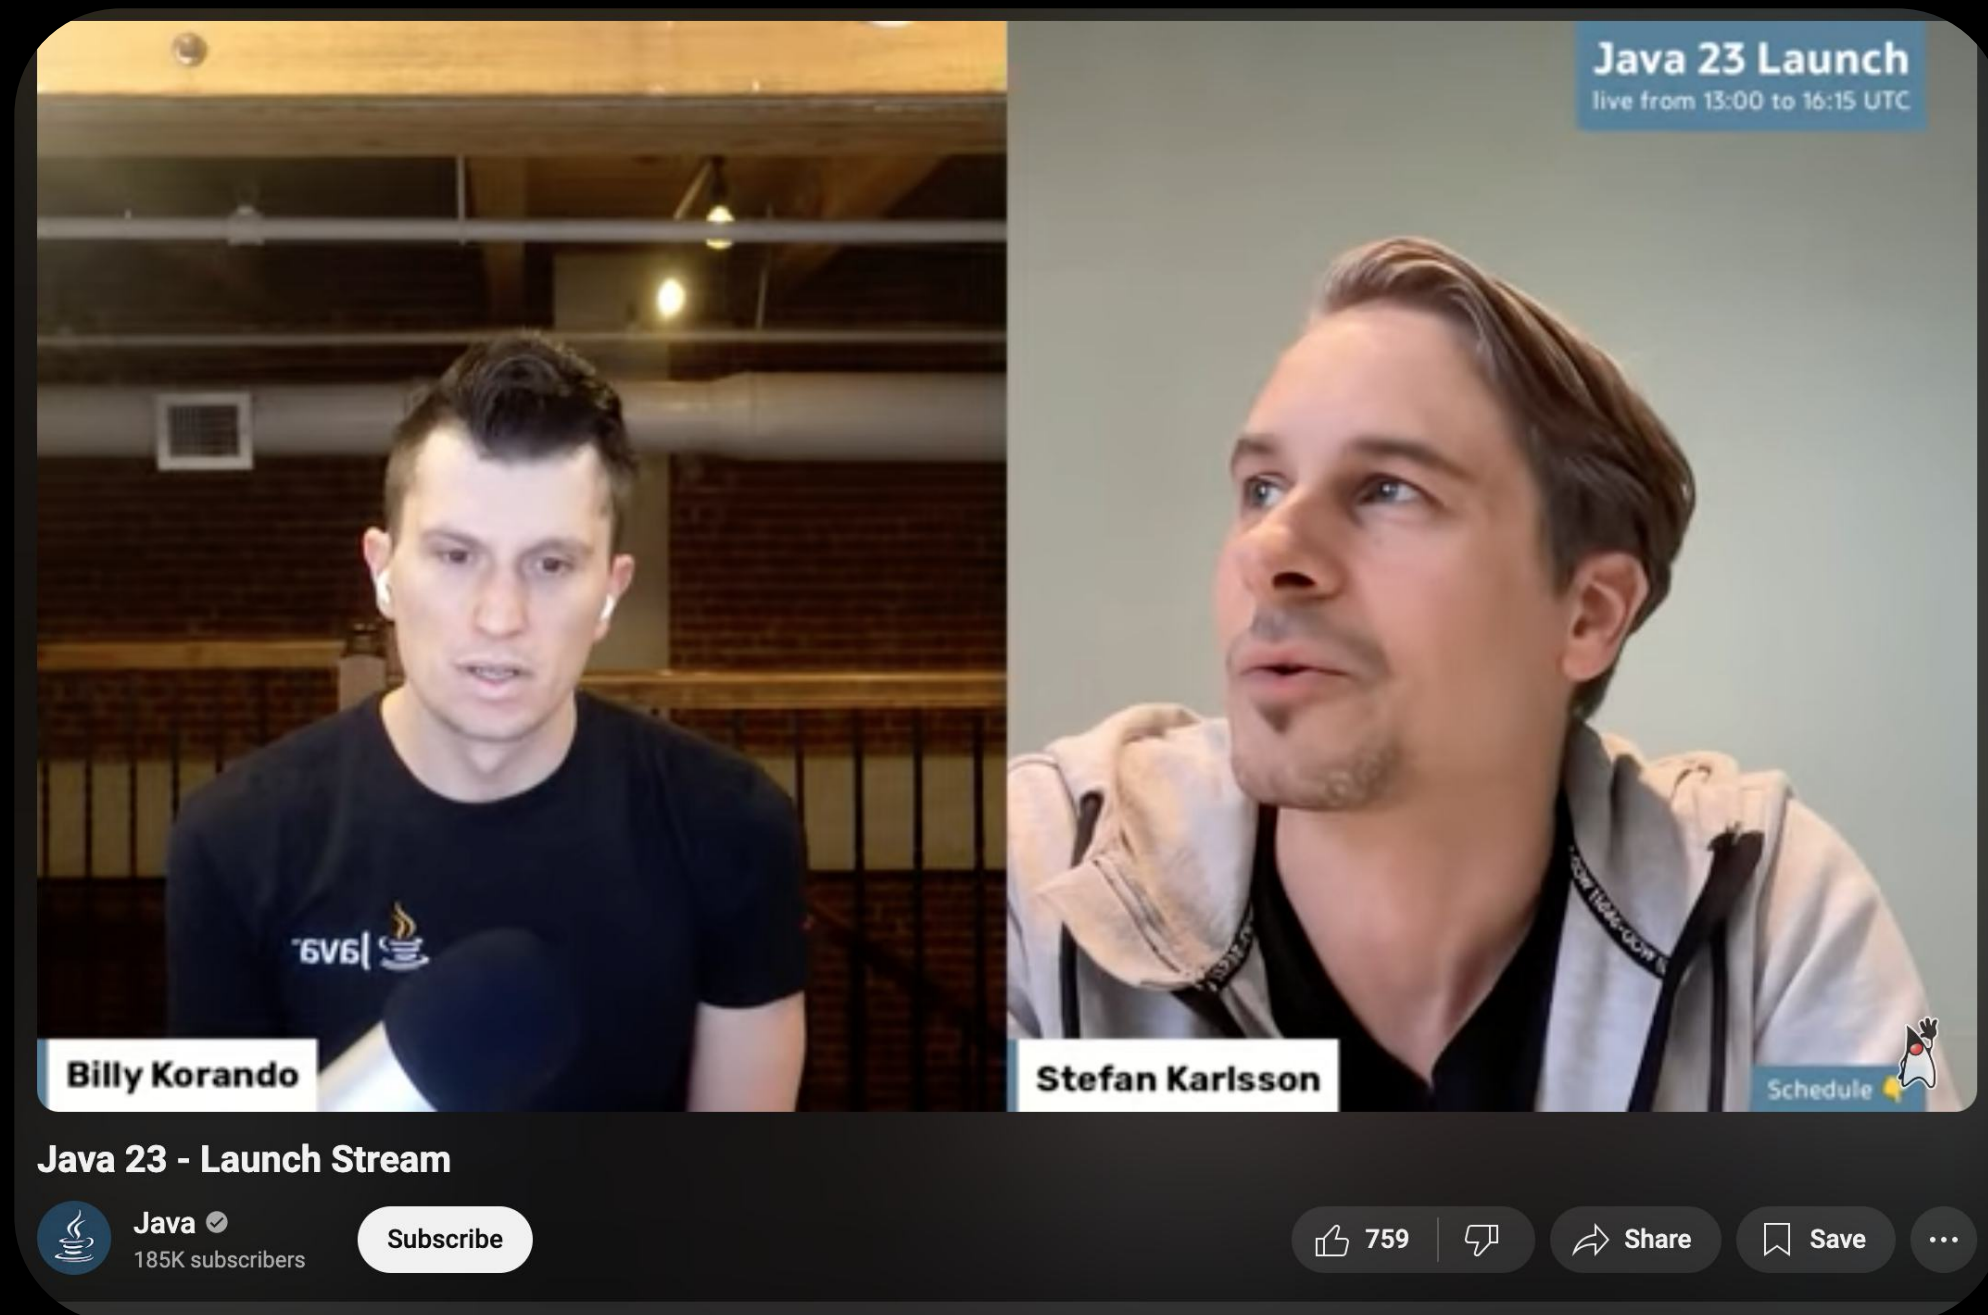 Java 23 Launch
live from 13:00 to 16:15 UTC
Java
Billy Korando
Stefan Karlsson
Schedule 👇
Java 23 - Launch Stream
Java
185K subscribers
Subscribe
759
Share
Save